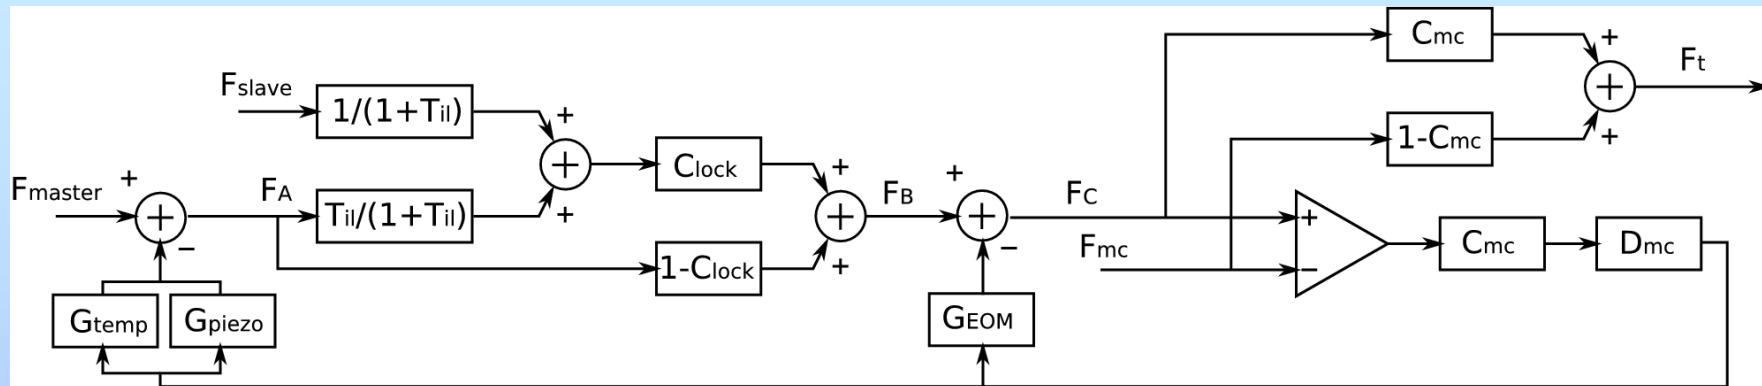 Cmc
+
Ft
+
Fslave
1/(1+Til)
+
1-Cmc
+
+
Clock
+
+
Fmaster
+
FA
Til/(1+Til)
+
FB
+
FC
+
+
−
Fmc
−
Cmc
Dmc
1-Clock
+
−
Gtemp
Gpiezo
GEOM